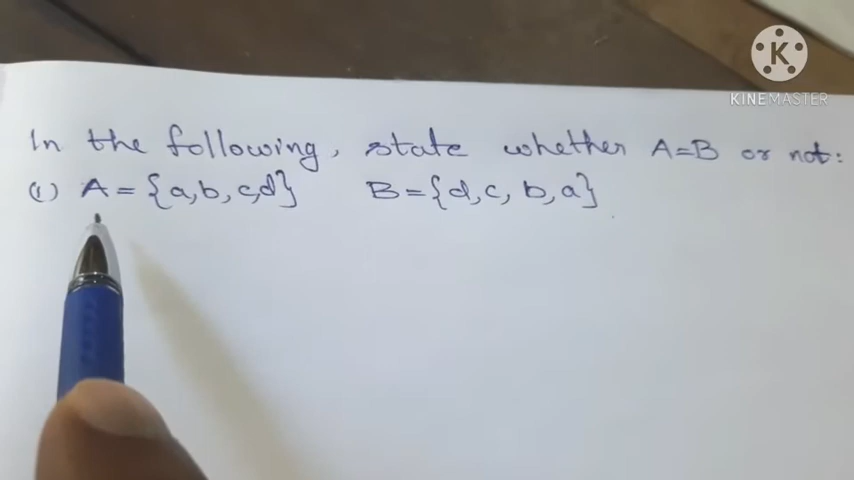 K
KINEMASTER
In the following, state whether A=B or not:
(i) A = {a, b, c, d} B = {d, c, b, a}